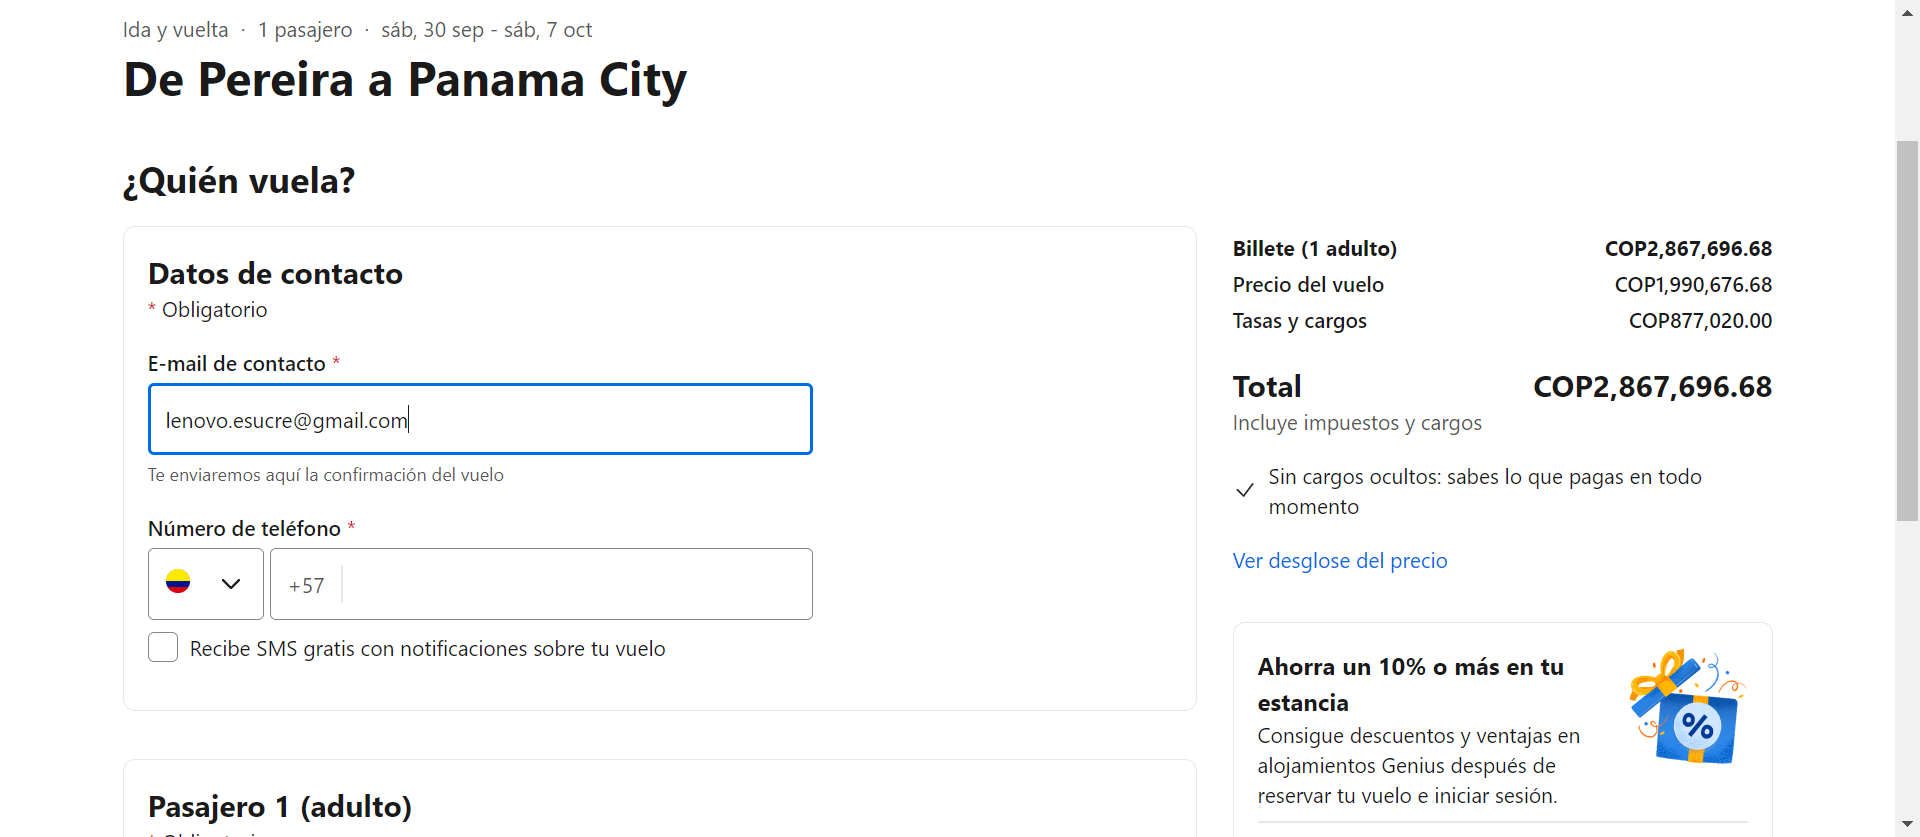 Ida y vuelta · 1 pasajero · sáb, 30 sep - sáb, 7 oct
De Pereira a Panama City
¿Quién vuela?
Datos de contacto
* Obligatorio
E-mail de contacto *
lenovo.esucre@gmail.com
Te enviaremos aquí la confirmación del vuelo
Número de teléfono *
+57
Recibe SMS gratis con notificaciones sobre tu vuelo
Pasajero 1 (adulto)
Billete (1 adulto) COP2,867,696.68
Precio del vuelo COP1,990,676.68
Tasas y cargos COP877,020.00
Total COP2,867,696.68
Incluye impuestos y cargos
Sin cargos ocultos: sabes lo que pagas en todo
momento
Ver desglose del precio
Ahorra un 10% o más en tu
estancia
Consigue descuentos y ventajas en
alojamientos Genius después de
reservar tu vuelo e iniciar sesión.
%